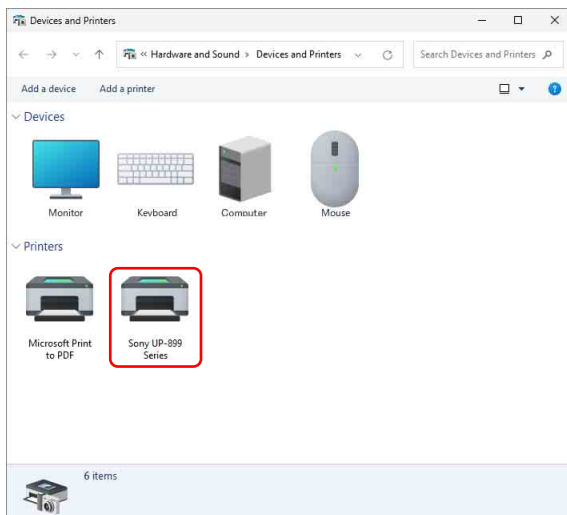 Devices and Printers
« Hardware and Sound > Devices and Printers
Search Devices and Printers
Add a device Add a printer
Devices
Monitor Keyboard Computer Mouse
Printers
Microsoft Print
to PDF
Sony UP-899
Series
6 items